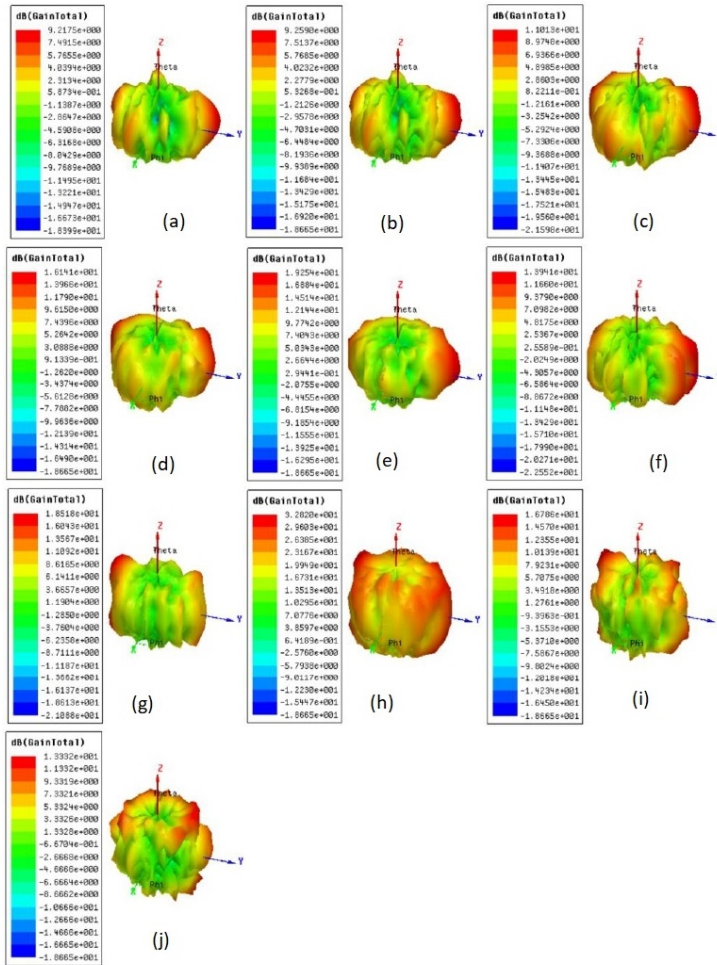 dB(GainTotal)
9.2175e+000
7.4915e+000
5.7655e+000
4.0394e+000
2.3134e+000
5.8734e-001
-1.1387e+000
-2.8647e+000
-4.5908e+000
-6.3168e+000
-8.0429e+000
-9.7689e+000
-1.1495e+001
-1.3221e+001
-1.4947e+001
-1.6673e+001
-1.8399e+001
Z
Theta
Y
Phi
X
(a)
dB(GainTotal)
9.2590e+000
7.5137e+000
5.7685e+000
4.0232e+000
2.2779e+000
5.3268e-001
-1.2126e+000
-2.9578e+000
-4.7031e+000
-6.4484e+000
-8.1936e+000
-9.9389e+000
-1.1684e+001
-1.3429e+001
-1.5175e+001
-1.6920e+001
-1.8665e+001
Z
Theta
Y
Phi
X
(b)
dB(GainTotal)
1.1013e+001
8.9748e+000
6.9366e+000
4.8985e+000
2.8603e+000
8.2211e-001
-1.2161e+000
-3.2542e+000
-5.2924e+000
-7.3306e+000
-9.3688e+000
-1.1407e+001
-1.3445e+001
-1.5483e+001
-1.7521e+001
-1.9560e+001
-2.1598e+001
Z
Theta
Y
Phi
X
(c)
dB(GainTotal)
1.6141e+001
1.3966e+001
1.1790e+001
9.6150e+000
7.4396e+000
5.2642e+000
3.0888e+000
9.1339e-001
-1.2620e+000
-3.4374e+000
-5.6128e+000
-7.7882e+000
-9.9636e+000
-1.2139e+001
-1.4314e+001
-1.6490e+001
-1.8665e+001
Z
Theta
Y
Phi
X
(d)
dB(GainTotal)
1.9254e+001
1.6884e+001
1.4514e+001
1.2144e+001
9.7742e+000
7.4043e+000
5.0343e+000
2.6644e+000
2.9441e-001
-2.0755e+000
-4.4455e+000
-6.8154e+000
-9.1854e+000
-1.1555e+001
-1.3925e+001
-1.6295e+001
-1.8665e+001
Z
Theta
Y
Phi
X
(e)
dB(GainTotal)
1.3941e+001
1.1660e+001
9.3790e+000
7.0982e+000
4.8175e+000
2.5367e+000
2.5589e-001
-2.0249e+000
-4.3057e+000
-6.5864e+000
-8.8672e+000
-1.1148e+001
-1.3429e+001
-1.5710e+001
-1.7990e+001
-2.0271e+001
-2.2552e+001
Z
Theta
Y
Phi
X
(f)
dB(GainTotal)
1.8518e+001
1.6043e+001
1.3567e+001
1.1092e+001
8.6165e+000
6.1411e+000
3.6657e+000
1.1904e+000
-1.2850e+000
-3.7604e+000
-6.2358e+000
-8.7111e+000
-1.1187e+001
-1.3662e+001
-1.6137e+001
-1.8613e+001
-2.1088e+001
Z
Theta
Y
Phi
X
(g)
dB(GainTotal)
3.2820e+001
2.9603e+001
2.6385e+001
2.3167e+001
1.9949e+001
1.6731e+001
1.3513e+001
1.0295e+001
7.0776e+000
3.8597e+000
6.4189e-001
-2.5760e+000
-5.7938e+000
-9.0117e+000
-1.2230e+001
-1.5447e+001
-1.8665e+001
Z
Theta
Y
Phi
X
(h)
dB(GainTotal)
1.6786e+001
1.4570e+001
1.2355e+001
1.0139e+001
7.9231e+000
5.7075e+000
3.4918e+000
1.2761e+000
-9.3963e-001
-3.1553e+000
-5.3710e+000
-7.5867e+000
-9.8024e+000
-1.2018e+001
-1.4234e+001
-1.6450e+001
-1.8665e+001
Z
Theta
Y
Phi
X
(i)
dB(GainTotal)
1.3332e+001
1.1332e+001
9.3319e+000
7.3321e+000
5.3324e+000
3.3326e+000
1.3328e+000
-6.6704e-001
-2.6668e+000
-4.6666e+000
-6.6664e+000
-8.6662e+000
-1.0666e+001
-1.2666e+001
-1.4666e+001
-1.6665e+001
-1.8665e+001
Z
Theta
Y
Phi
X
(j)